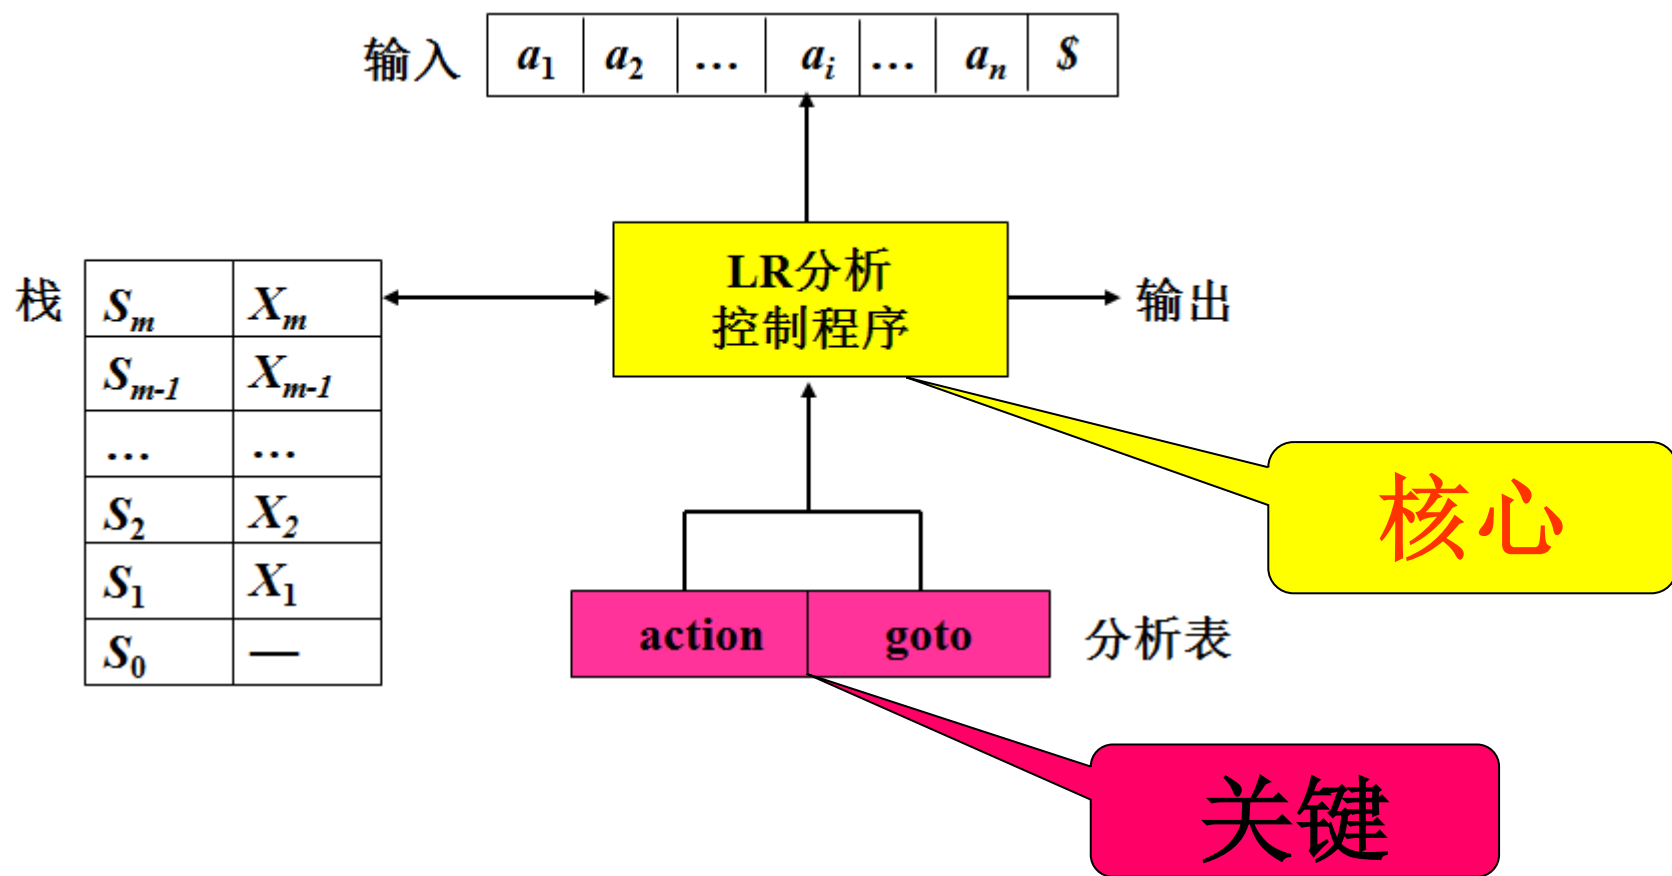 输入 a₁ a₂ … aᵢ … aₙ $
LR分析
控制程序
输出
栈
Sₘ Xₘ
Sₘ₋₁ Xₘ₋₁
… …
S₂ X₂
S₁ X₁
S₀ —
核心
action goto 分析表
关键